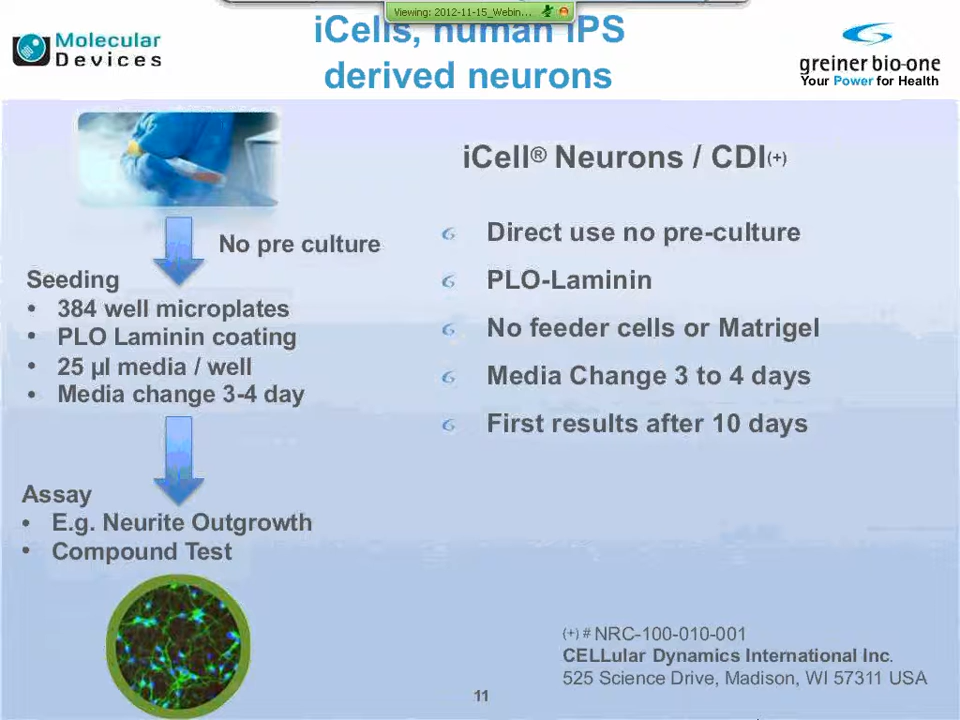 Viewing: 2012-11-15_Webin...
iCells, human iPS
derived neurons
Molecular
Devices
greiner bio-one
Your Power for Health
iCell® Neurons / CDI(+)
No pre culture
Seeding
• 384 well microplates
• PLO Laminin coating
• 25 µl media / well
• Media change 3-4 day
Assay
• E.g. Neurite Outgrowth
• Compound Test
Direct use no pre-culture
PLO-Laminin
No feeder cells or Matrigel
Media Change 3 to 4 days
First results after 10 days
(+) # NRC-100-010-001
CELLular Dynamics International Inc.
525 Science Drive, Madison, WI 57311 USA
11